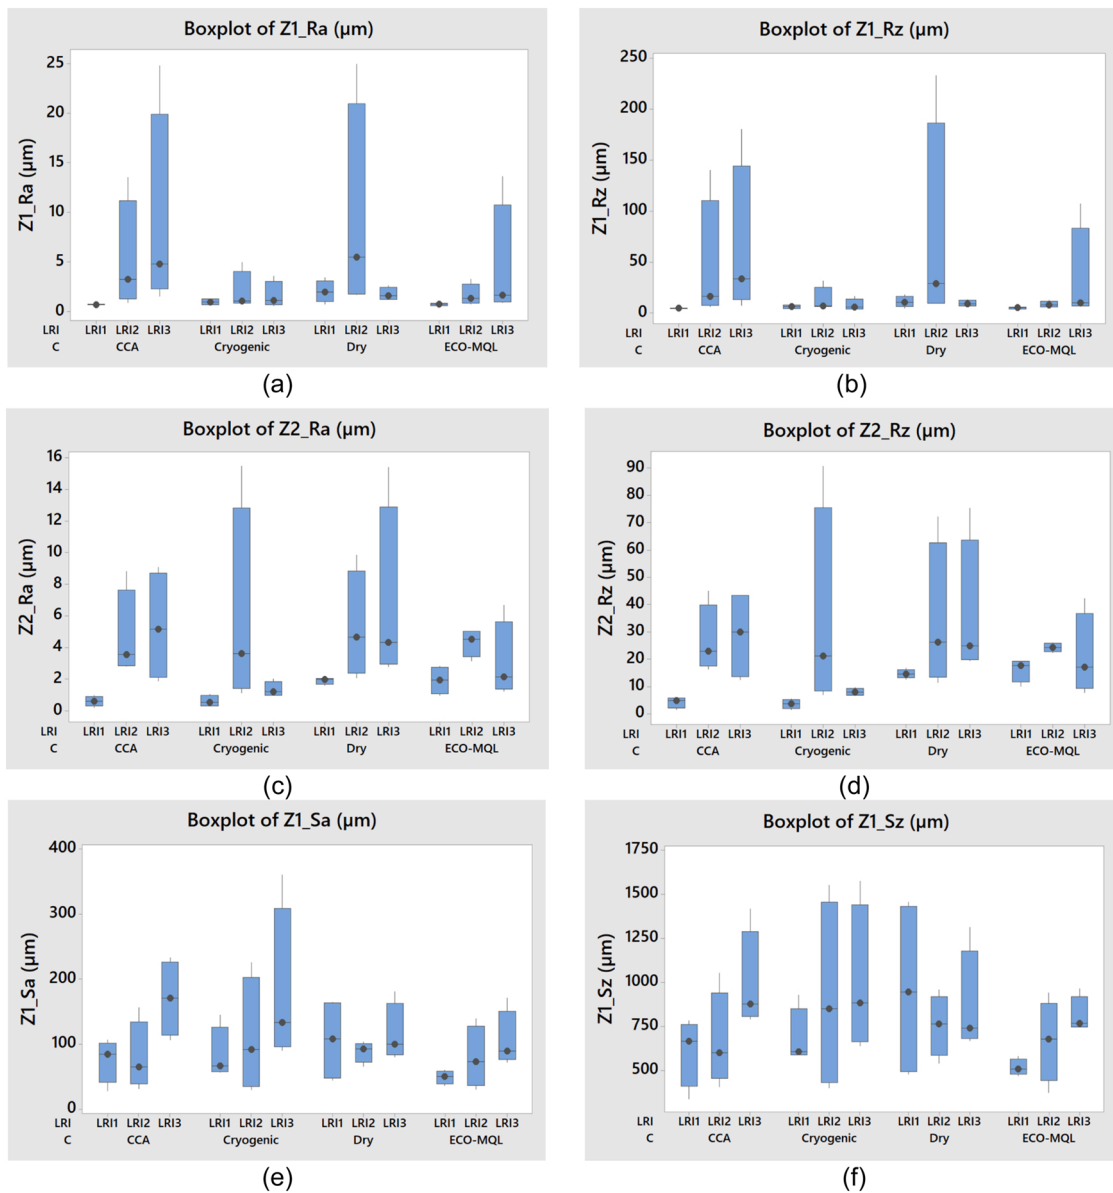 Boxplot of Z1_Ra (µm)
25
20
15
10
5
0
Z1_Ra (µm)
LRI LRI1 LRI2 LRI3 LRI1 LRI2 LRI3 LRI1 LRI2 LRI3 LRI1 LRI2 LRI3
C CCA Cryogenic Dry ECO-MQL
(a)
Boxplot of Z1_Rz (µm)
250
200
150
100
50
0
Z1_Rz (µm)
LRI LRI1 LRI2 LRI3 LRI1 LRI2 LRI3 LRI1 LRI2 LRI3 LRI1 LRI2 LRI3
C CCA Cryogenic Dry ECO-MQL
(b)
Boxplot of Z2_Ra (µm)
16
14
12
10
8
6
4
2
0
Z2_Ra (µm)
LRI LRI1 LRI2 LRI3 LRI1 LRI2 LRI3 LRI1 LRI2 LRI3 LRI1 LRI2 LRI3
C CCA Cryogenic Dry ECO-MQL
(c)
Boxplot of Z2_Rz (µm)
90
80
70
60
50
40
30
20
10
0
Z2_Rz (µm)
LRI LRI1 LRI2 LRI3 LRI1 LRI2 LRI3 LRI1 LRI2 LRI3 LRI1 LRI2 LRI3
C CCA Cryogenic Dry ECO-MQL
(d)
Boxplot of Z1_Sa (µm)
400
300
200
100
0
Z1_Sa (µm)
LRI LRI1 LRI2 LRI3 LRI1 LRI2 LRI3 LRI1 LRI2 LRI3 LRI1 LRI2 LRI3
C CCA Cryogenic Dry ECO-MQL
(e)
Boxplot of Z1_Sz (µm)
1750
1500
1250
1000
750
500
Z1_Sz (µm)
LRI LRI1 LRI2 LRI3 LRI1 LRI2 LRI3 LRI1 LRI2 LRI3 LRI1 LRI2 LRI3
C CCA Cryogenic Dry ECO-MQL
(f)